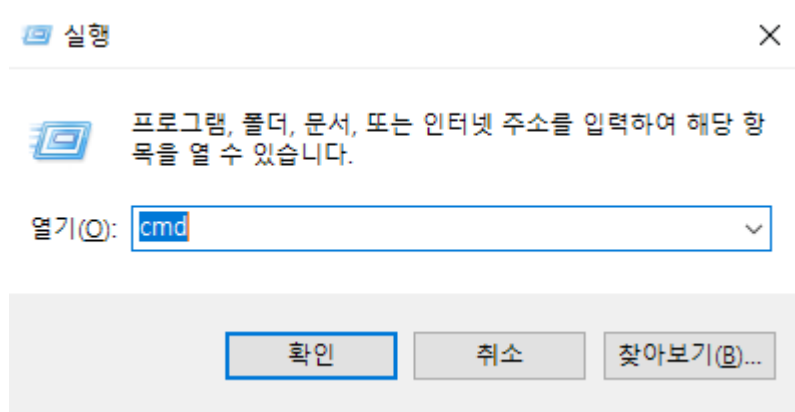 실행
프로그램, 폴더, 문서, 또는 인터넷 주소를 입력하여 해당 항
목을 열 수 있습니다.
열기(O): cmd
확인 취소 찾아보기(B)...